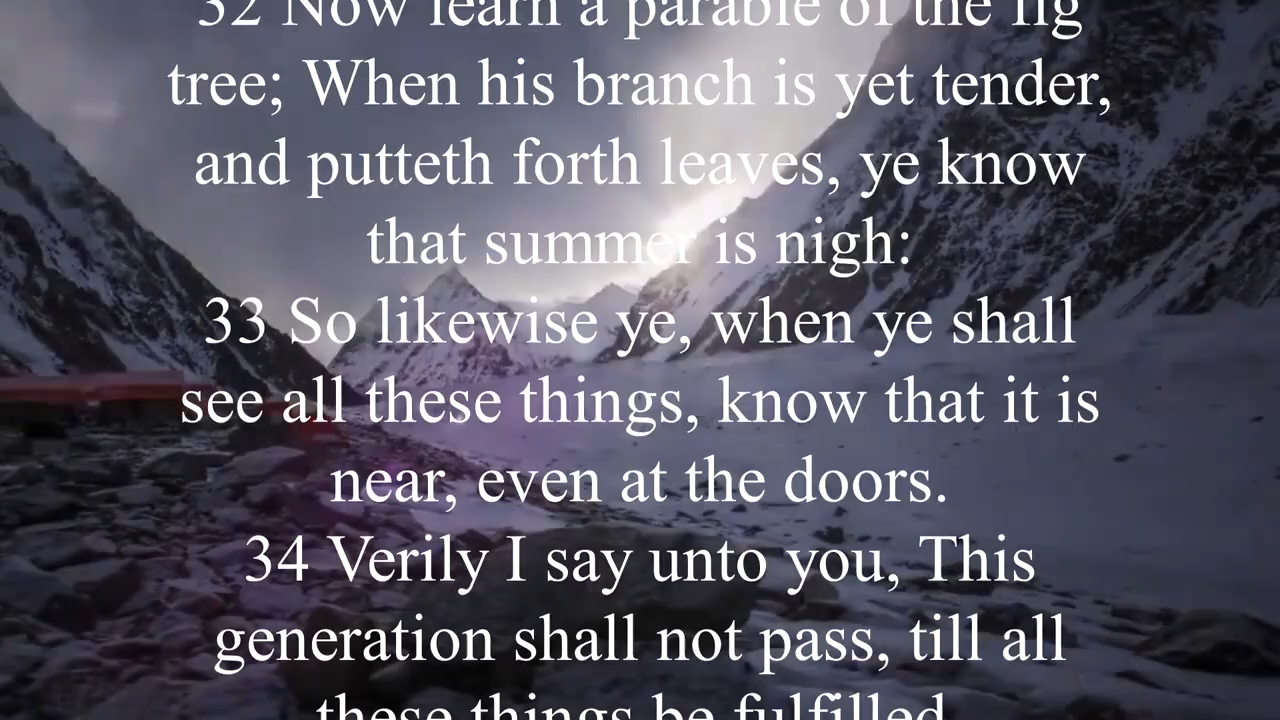 32 Now learn a parable of the fig
tree; When his branch is yet tender,
and putteth forth leaves, ye know
that summer is nigh:
33 So likewise ye, when ye shall
see all these things, know that it is
near, even at the doors.
34 Verily I say unto you, This
generation shall not pass, till all
these things be fulfilled